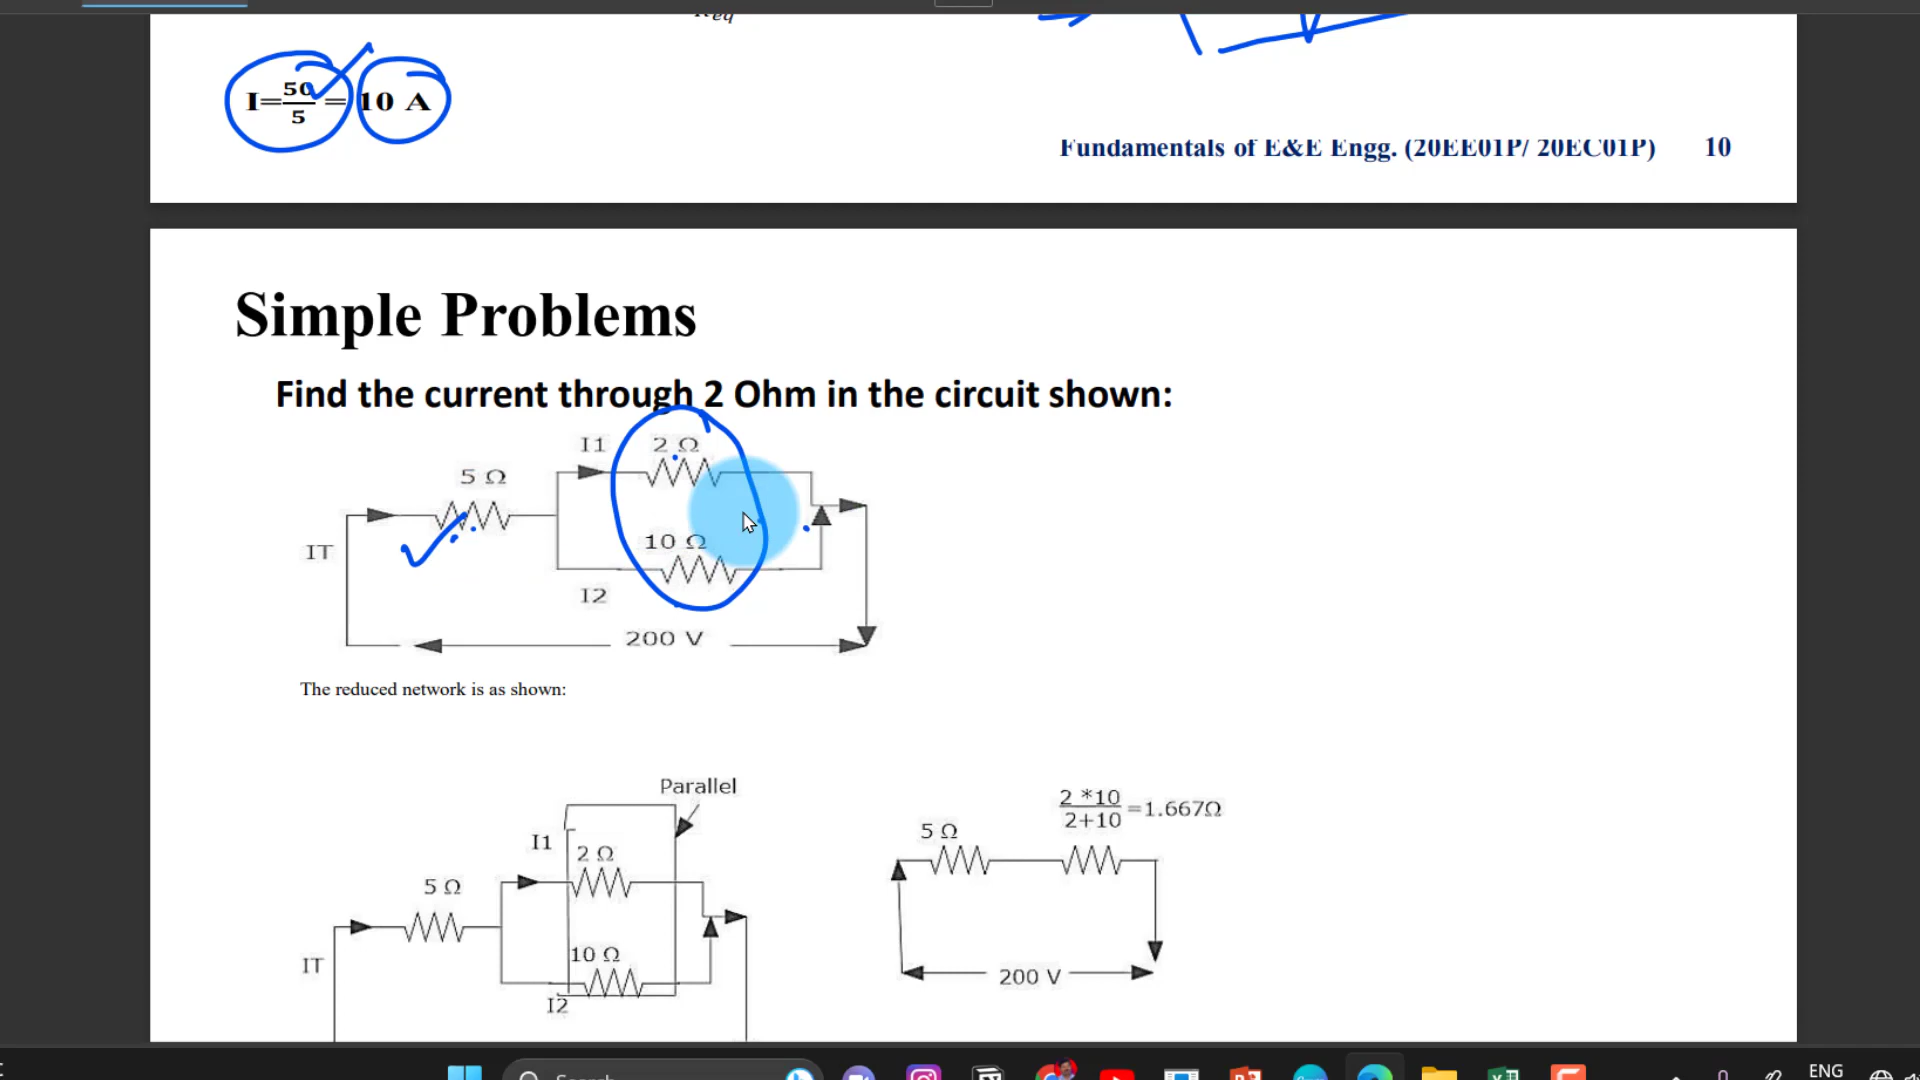 Req
I=50/5= 10 A
Fundamentals of E&E Engg. (20EE01P/ 20EC01P) 10
Simple Problems
Find the current through 2 Ohm in the circuit shown:
I1 2 Ω
5 Ω
10 Ω
IT
I2
200 V
The reduced network is as shown:
Parallel
2 *10
2+10
=1.667Ω
I1
2 Ω
5 Ω
5 Ω
10 Ω
IT
I2
200 V
Search
ENG